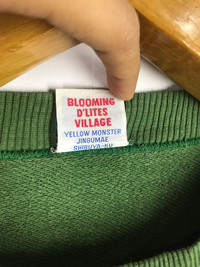 BLOOMING
D'LITES
VILLAGE
YELLOW MONSTER
JINGUMAE
SHIBUYA-KU